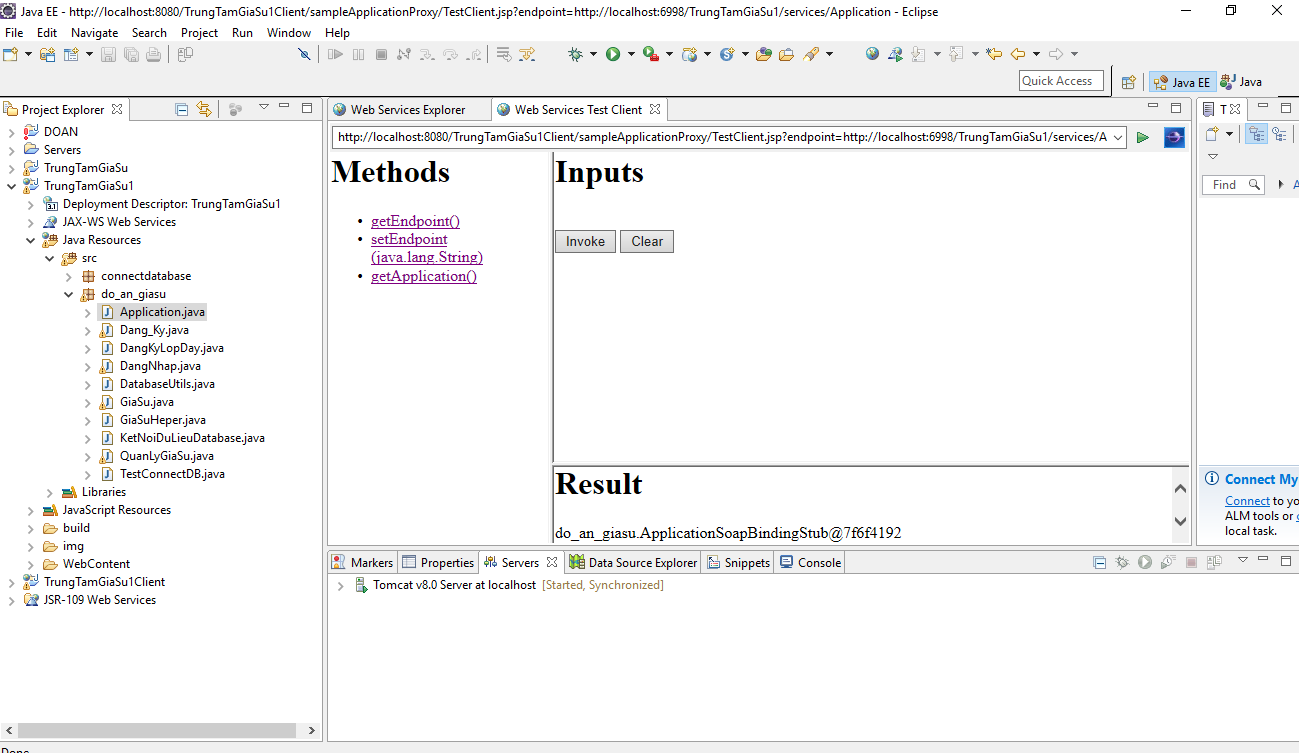 Java EE - http://localhost:8080/TrungTamGiaSu1Client/sampleApplicationProxy/TestClient.jsp?endpoint=http://localhost:6998/TrungTamGiaSu1/services/Application - Eclipse
File Edit Navigate Search Project Run Window Help
Quick Access
Java EE
Java
Project Explorer
DOAN
Servers
TrungTamGiaSu
TrungTamGiaSu1
Deployment Descriptor: TrungTamGiaSu1
JAX-WS Web Services
Java Resources
src
connectdatabase
do_an_giasu
Application.java
Dang_Ky.java
DangKyLopDay.java
DangNhap.java
DatabaseUtils.java
GiaSu.java
GiaSuHeper.java
KetNoiDuLieuDatabase.java
QuanLyGiaSu.java
TestConnectDB.java
Libraries
JavaScript Resources
build
img
WebContent
TrungTamGiaSu1Client
JSR-109 Web Services
Web Services Explorer
Web Services Test Client
http://localhost:8080/TrungTamGiaSu1Client/sampleApplicationProxy/TestClient.jsp?endpoint=http://localhost:6998/TrungTamGiaSu1/services/A
Methods
getEndpoint()
setEndpoint
(java.lang.String)
getApplication()
Inputs
Invoke Clear
Result
do_an_giasu.ApplicationSoapBindingStub@7f6f4192
T
Find
A
Connect My
Connect to yo
ALM tools or
local task.
Markers Properties Servers Data Source Explorer Snippets Console
Tomcat v8.0 Server at localhost [Started, Synchronized]